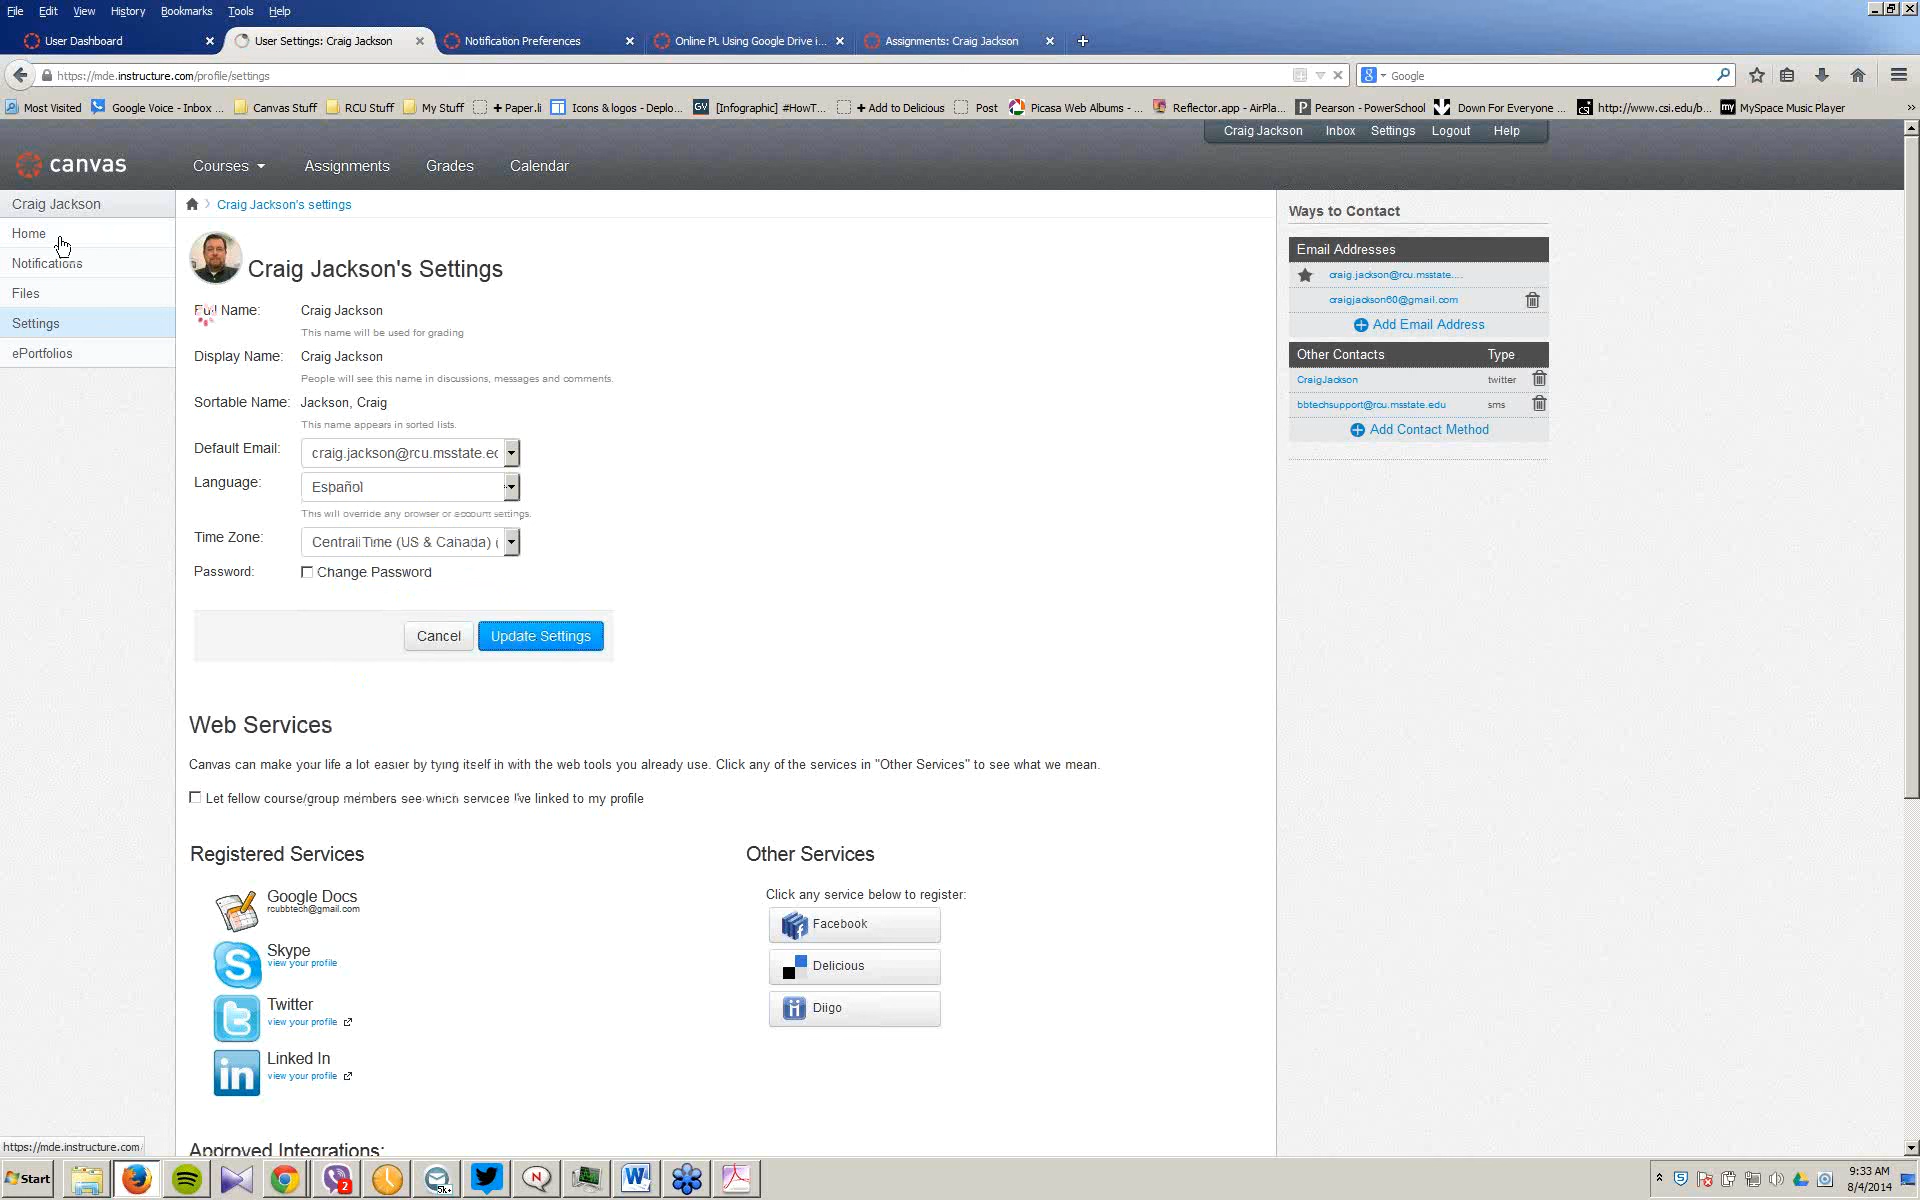 File Edit View History Bookmarks Tools Help
User Dashboard
User Settings: Craig Jackson
Notification Preferences
Online PL Using Google Drive i...
Assignments: Craig Jackson
https://mde.instructure.com/profile/settings
Google
Most Visited
Google Voice - Inbox ...
Canvas Stuff
RCU Stuff
My Stuff
+ Paper.li
Icons & logos - Deplo...
GV
[Infographic] #HowT...
+ Add to Delicious
Post
Picasa Web Albums - ...
Reflector.app - AirPla...
Pearson - PowerSchool
Down For Everyone ...
http://www.csi.edu/b...
my
MySpace Music Player
Craig Jackson Inbox Settings Logout Help
canvas
Courses Assignments Grades Calendar
Craig Jackson
Home
Notifications
Files
Settings
ePortfolios
Craig Jackson's settings
Craig Jackson's Settings
Full Name: Craig Jackson
This name will be used for grading
Display Name: Craig Jackson
People will see this name in discussions, messages and comments.
Sortable Name: Jackson, Craig
This name appears in sorted lists.
Default Email: craig.jackson@rcu.msstate.ec
Language: Español
This will override any browser or account settings.
Time Zone: Central Time (US & Canada) (
Password: Change Password
Cancel Update Settings
Web Services
Canvas can make your life a lot easier by tying itself in with the web tools you already use. Click any of the services in "Other Services" to see what we mean.
Let fellow course/group members see which services I've linked to my profile
Registered Services
Google Docs
rcubbtech@gmail.com
Skype
view your profile
Twitter
view your profile
Linked In
view your profile
Other Services
Click any service below to register:
Facebook
Delicious
Diigo
Approved Integrations:
Ways to Contact
Email Addresses
craig.jackson@rcu.msstate....
craigjackson60@gmail.com
Add Email Address
Other Contacts Type
CraigJackson twitter
bbtechsupport@rcu.msstate.edu sms
Add Contact Method
https://mde.instructure.com
Start
2
5k+
N
W
9:33 AM
8/4/2014